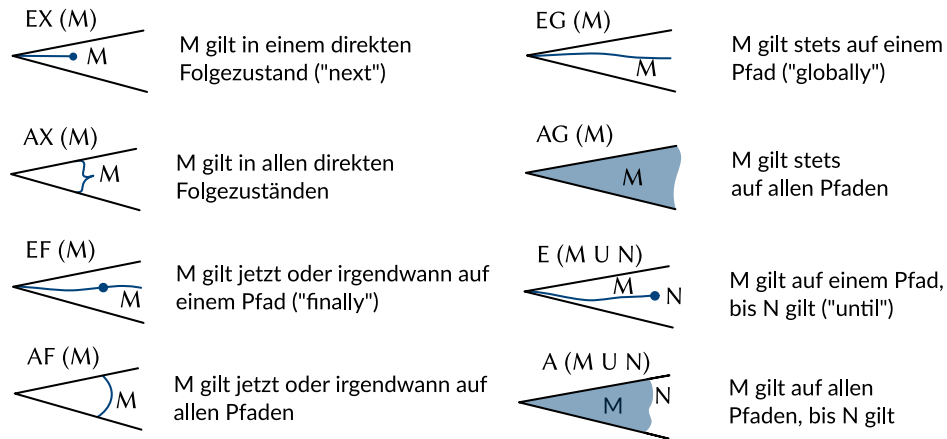 EX (M)
M
M gilt in einem direkten
Folgezustand ("next")
AX (M)
M
M gilt in allen direkten
Folgezuständen
EF (M)
M
M gilt jetzt oder irgendwann auf
einem Pfad ("finally")
AF (M)
M
M gilt jetzt oder irgendwann auf
allen Pfaden
EG (M)
M
M gilt stets auf einem
Pfad ("globally")
AG (M)
M
M gilt stets
auf allen Pfaden
E (M U N)
M
N
M gilt auf einem Pfad,
bis N gilt ("until")
A (M U N)
M
N
M gilt auf allen
Pfaden, bis N gilt